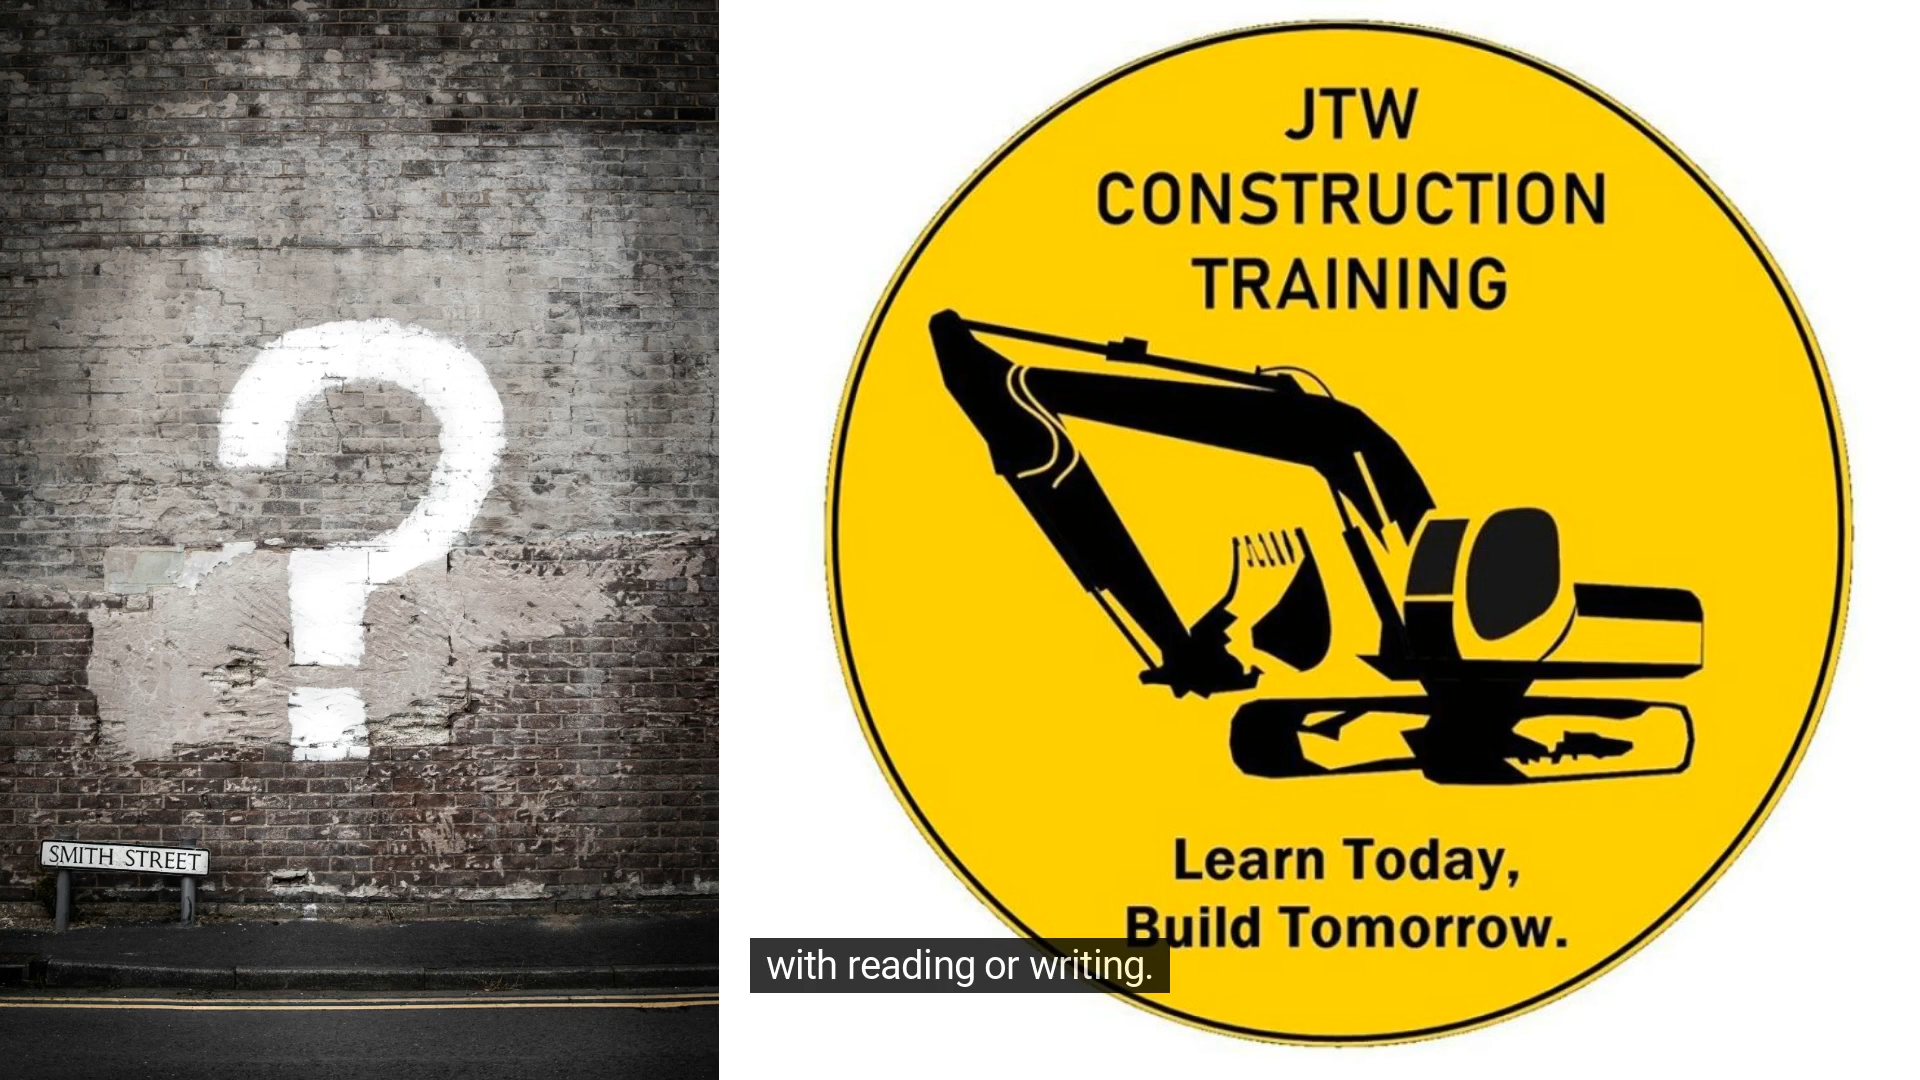 SMITH STREET
JTW
CONSTRUCTION
TRAINING
Learn Today,
Build Tomorrow.
with reading or writing.